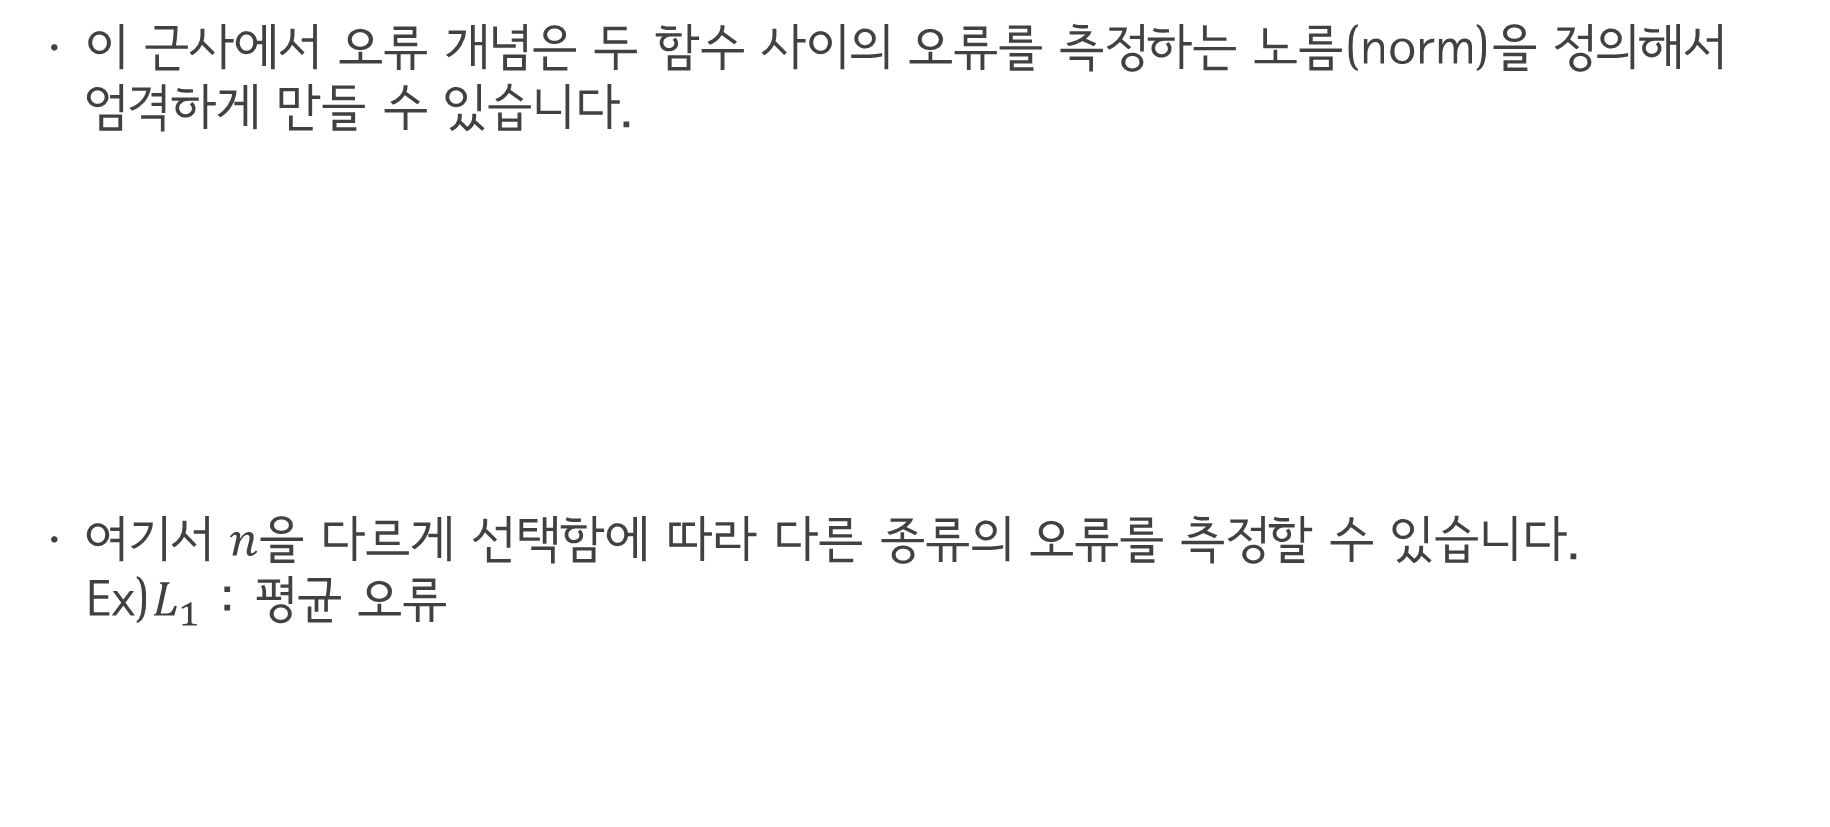 · 이 근사에서 오류 개념은 두 함수 사이의 오류를 측정하는 노름(norm)을 정의해서
엄격하게 만들 수 있습니다.
· 여기서 n을 다르게 선택함에 따라 다른 종류의 오류를 측정할 수 있습니다.
Ex)L₁ : 평균 오류